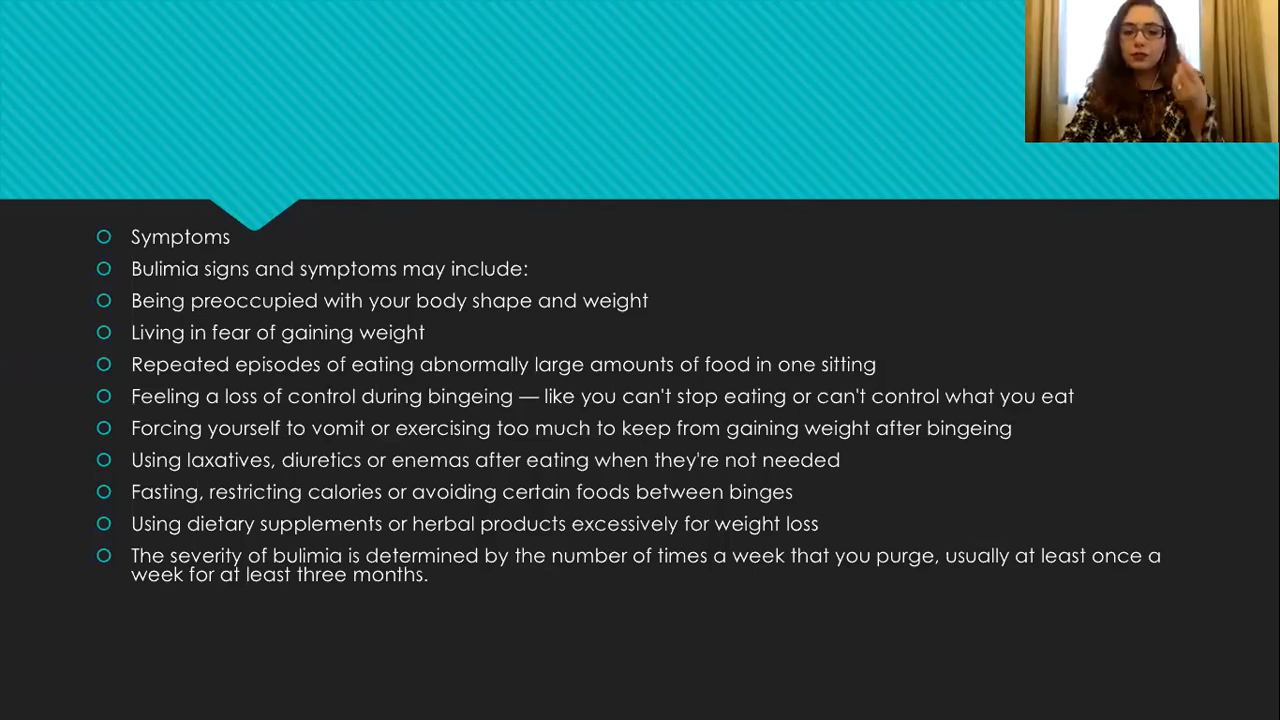 Symptoms
Bulimia signs and symptoms may include:
Being preoccupied with your body shape and weight
Living in fear of gaining weight
Repeated episodes of eating abnormally large amounts of food in one sitting
Feeling a loss of control during bingeing — like you can't stop eating or can't control what you eat
Forcing yourself to vomit or exercising too much to keep from gaining weight after bingeing
Using laxatives, diuretics or enemas after eating when they're not needed
Fasting, restricting calories or avoiding certain foods between binges
Using dietary supplements or herbal products excessively for weight loss
The severity of bulimia is determined by the number of times a week that you purge, usually at least once a
week for at least three months.